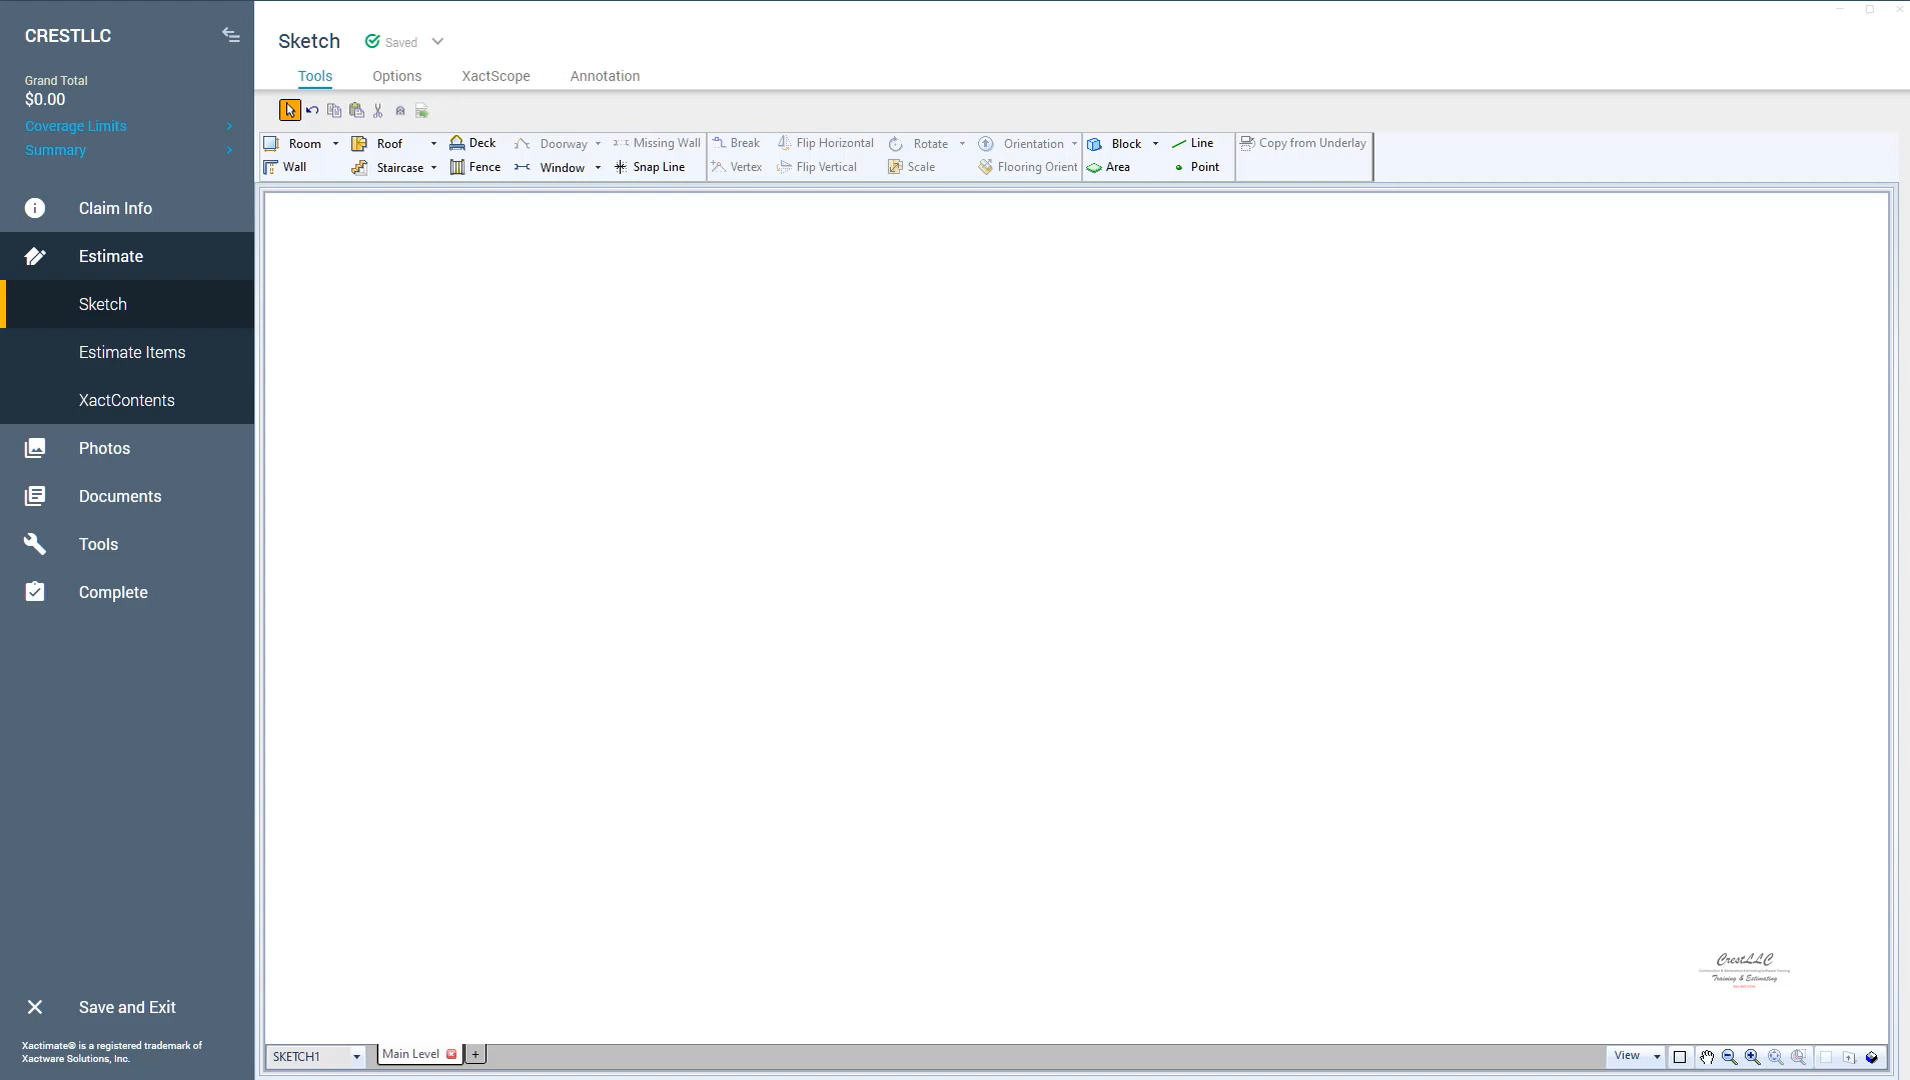 CRESTLLC
Grand Total
$0.00
Coverage Limits
Summary
Claim Info
Estimate
Sketch
Estimate Items
XactContents
Photos
Documents
Tools
Complete
Save and Exit
Xactimate® is a registered trademark of
Xactware Solutions, Inc.
Sketch Saved
Tools Options XactScope Annotation
Room Roof Deck Doorway Missing Wall Break Flip Horizontal Rotate Orientation Block Line Copy from Underlay
Wall Staircase Fence Window Snap Line Vertex Flip Vertical Scale Flooring Orient Area Point
CrestLLC
Training & Estimating
SKETCH1 Main Level + View